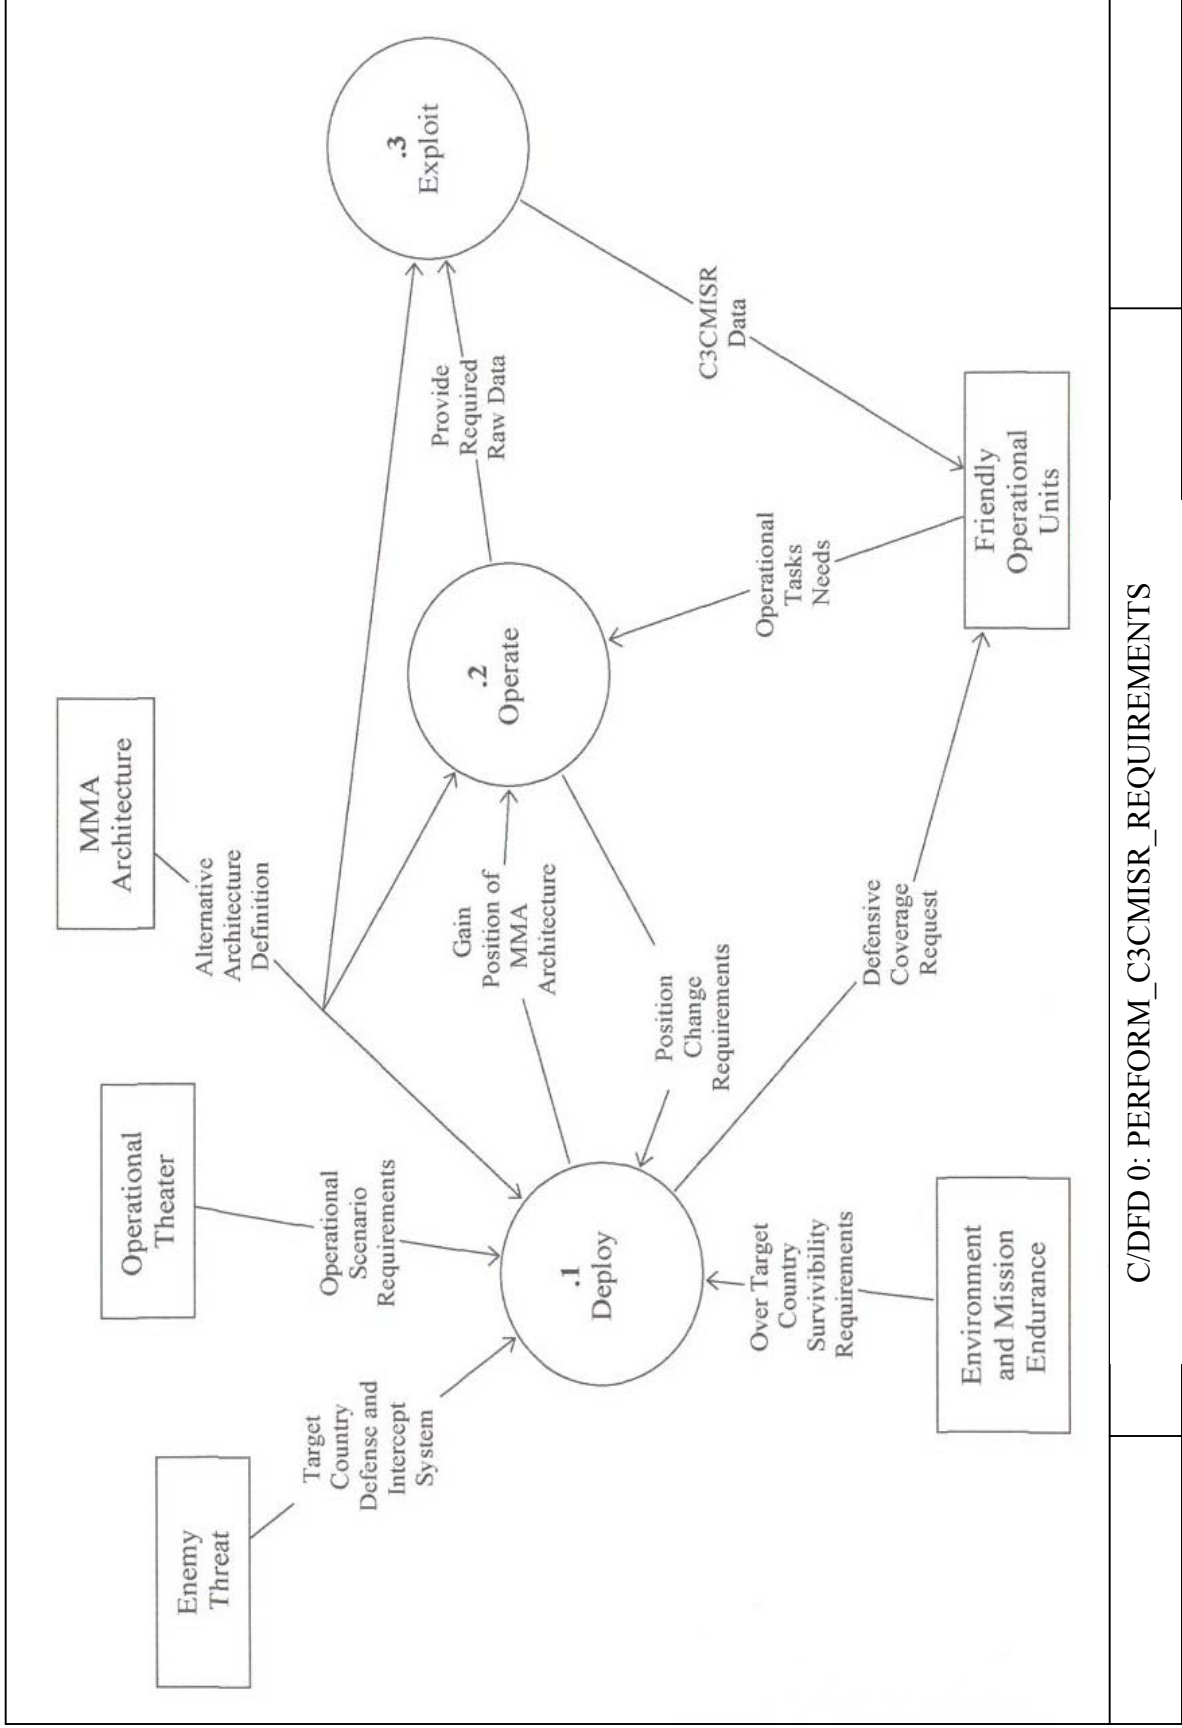 MMA
Architecture
Operational
Theater
Enemy
Threat
Alternative
Architecture
Definition
Operational
Scenario
Requirements
Target
Country
Defense and
Intercept
System
.3
Exploit
Provide
Required
Raw Data
.2
Operate
Gain
Position of
MMA
Architecture
.1
Deploy
Position
Change
Requirements
C3CMISR
Data
Operational
Tasks
Needs
Over Target
Country
Survivibility
Requirements
Defensive
Coverage
Request
Environment
and Mission
Endurance
Friendly
Operational
Units
C/DFD 0: PERFORM_C3CMISR_REQUIREMENTS